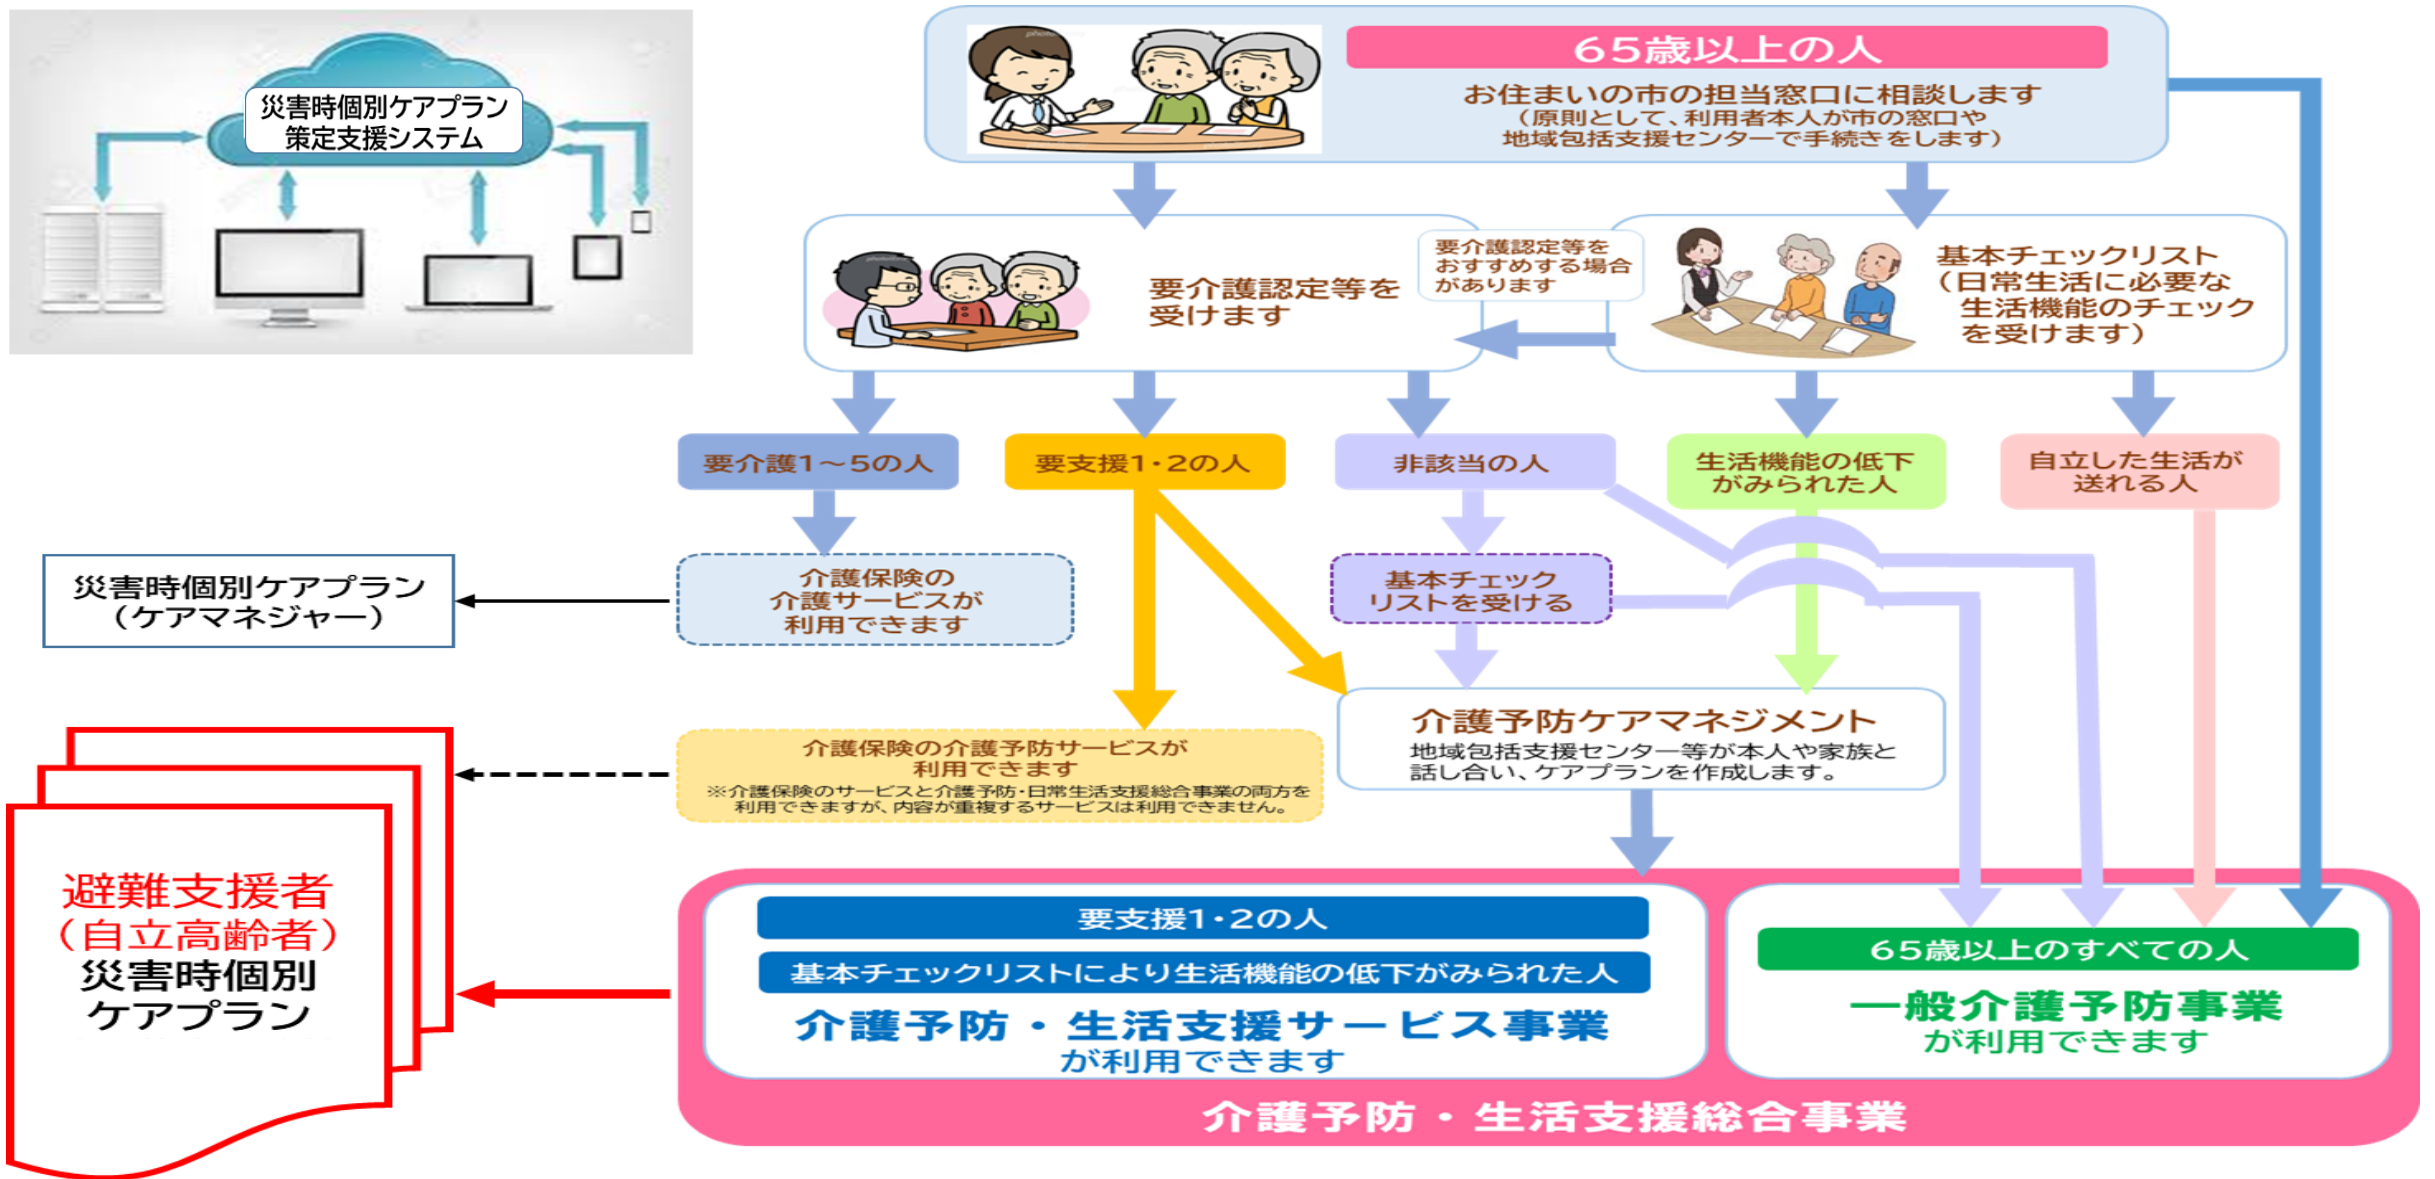 災害時個別ケアプラン
策定支援システム
65歳以上の人
お住まいの市の担当窓口に相談します
（原則として、利用者本人が市の窓口や
地域包括支援センターで手続きをします）
要介護認定等を
受けます
要介護認定等を
おすすめする場合
があります
基本チェックリスト
（日常生活に必要な
生活機能のチェック
を受けます）
要介護1～5の人
要支援1・2の人
非該当の人
生活機能の低下
がみられた人
自立した生活が
送れる人
災害時個別ケアプラン
（ケアマネジャー）
介護保険の
介護サービスが
利用できます
基本チェック
リストを受ける
介護保険の介護予防サービスが
利用できます
※介護保険のサービスと介護予防・日常生活支援総合事業の両方を
利用できますが、内容が重複するサービスは利用できません。
介護予防ケアマネジメント
地域包括支援センター等が本人や家族と
話し合い、ケアプランを作成します。
避難支援者
（自立高齢者）
災害時個別
ケアプラン
要支援1・2の人
基本チェックリストにより生活機能の低下がみられた人
介護予防・生活支援サービス事業
が利用できます
65歳以上のすべての人
一般介護予防事業
が利用できます
介護予防・生活支援総合事業